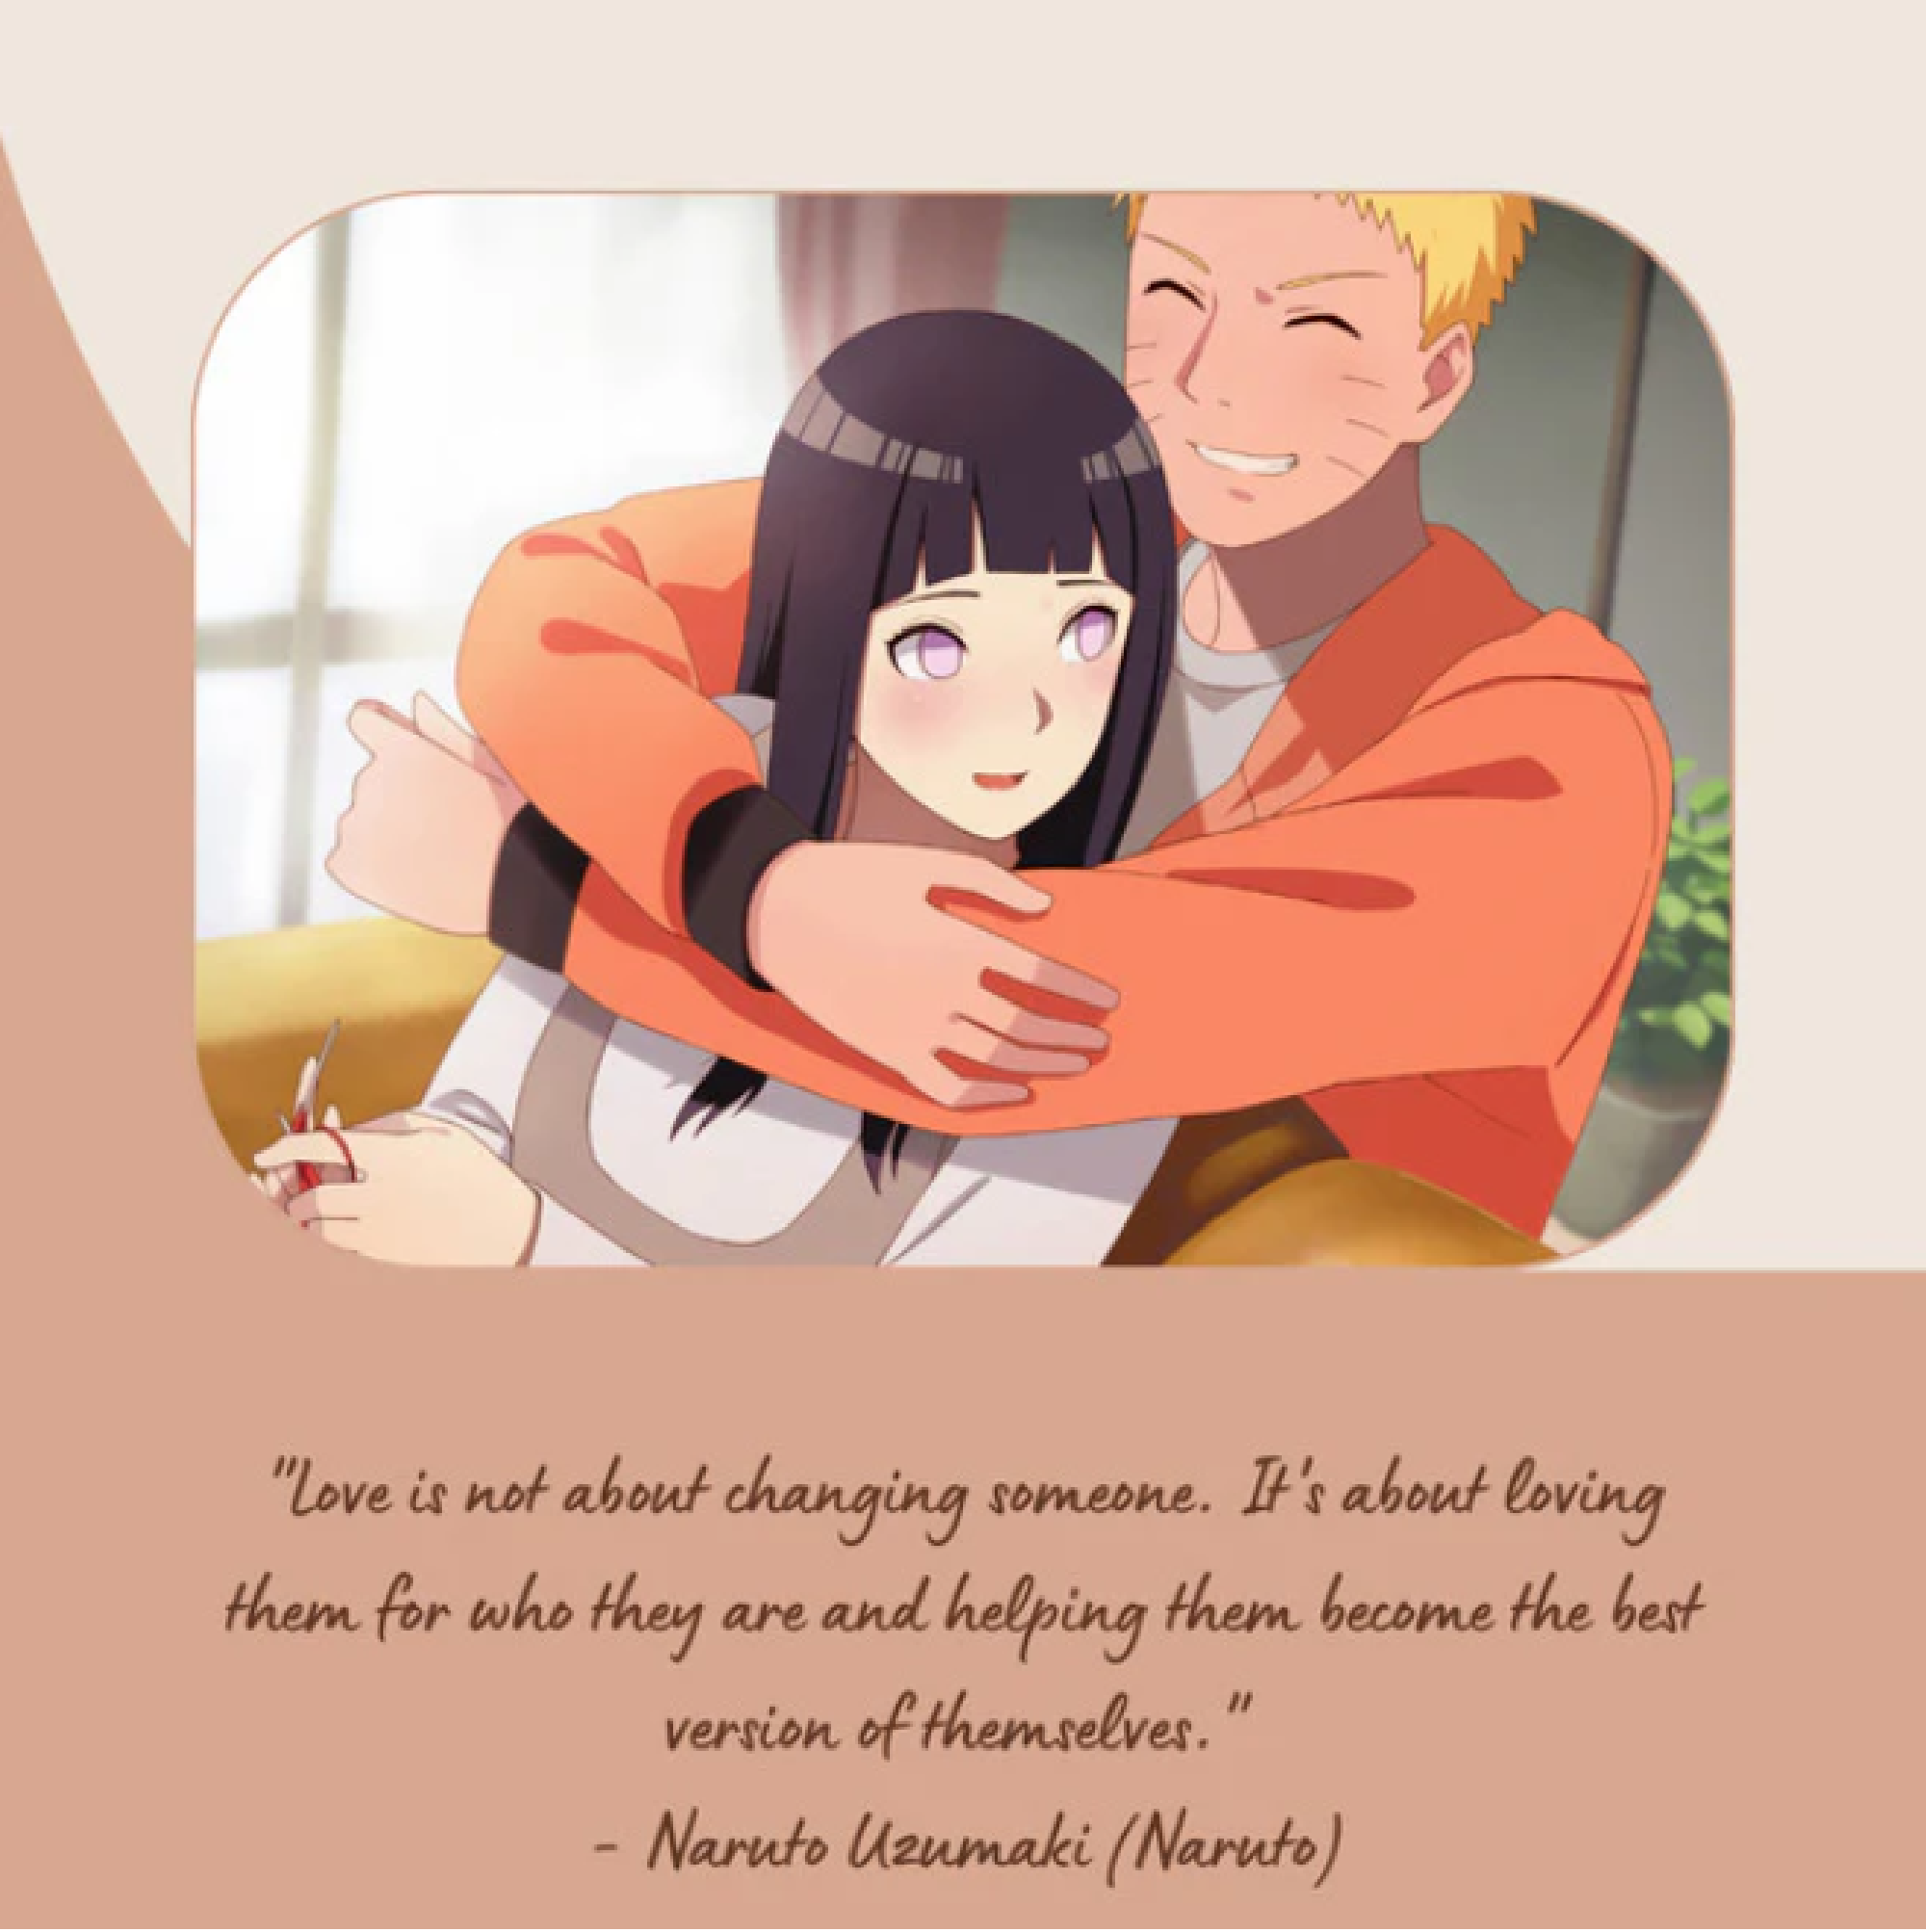 "Love is not about changing someone. It's about loving
them for who they are and helping them become the best
version of themselves."
- Naruto Uzumaki (Naruto)